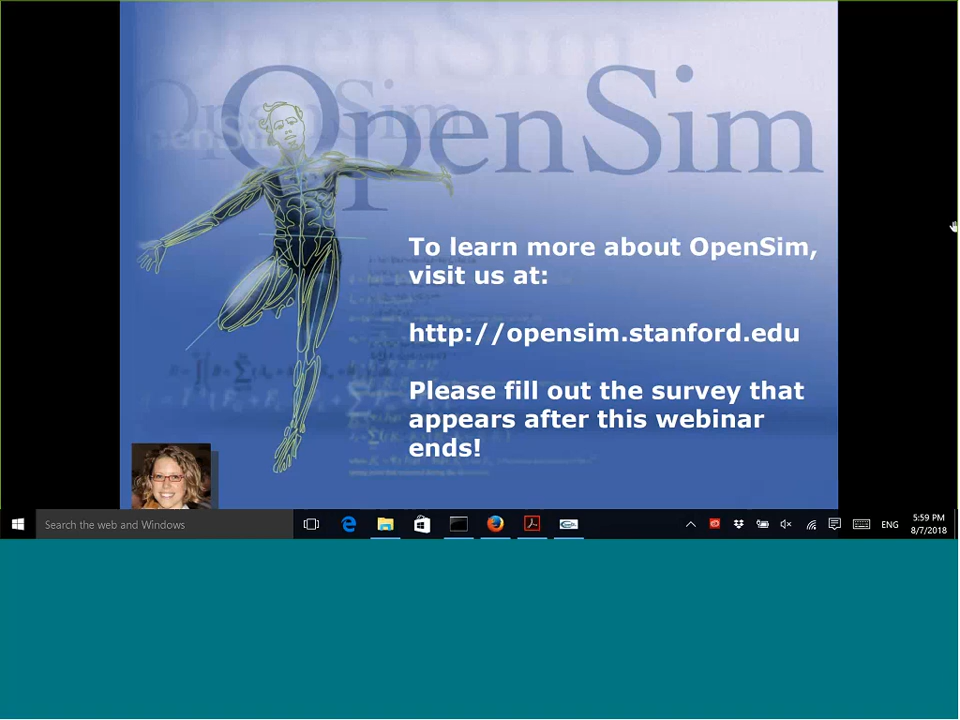 OpenSim
To learn more about OpenSim,
visit us at:
http://opensim.stanford.edu
Please fill out the survey that
appears after this webinar
ends!
Search the web and Windows
ENG
5:59 PM
8/7/2018